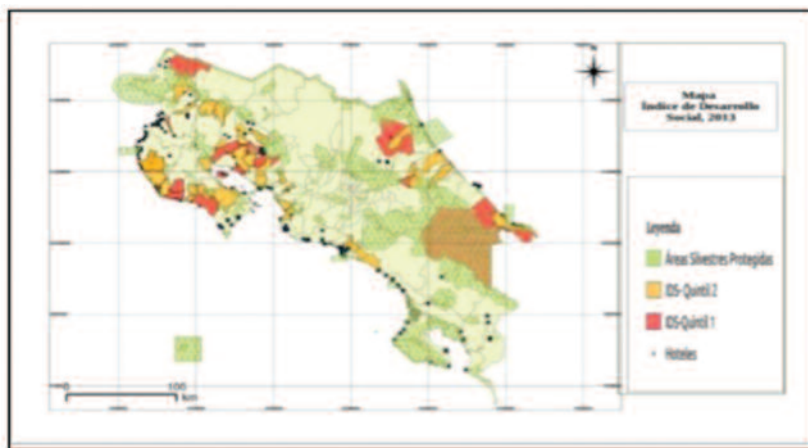 Mapa
Índice de Desarrollo
Social, 2013
Leyenda
Áreas Silvestres Protegidas
IDS- Quintil 2
IDS-Quintil 1
Hoteles
0 100
km